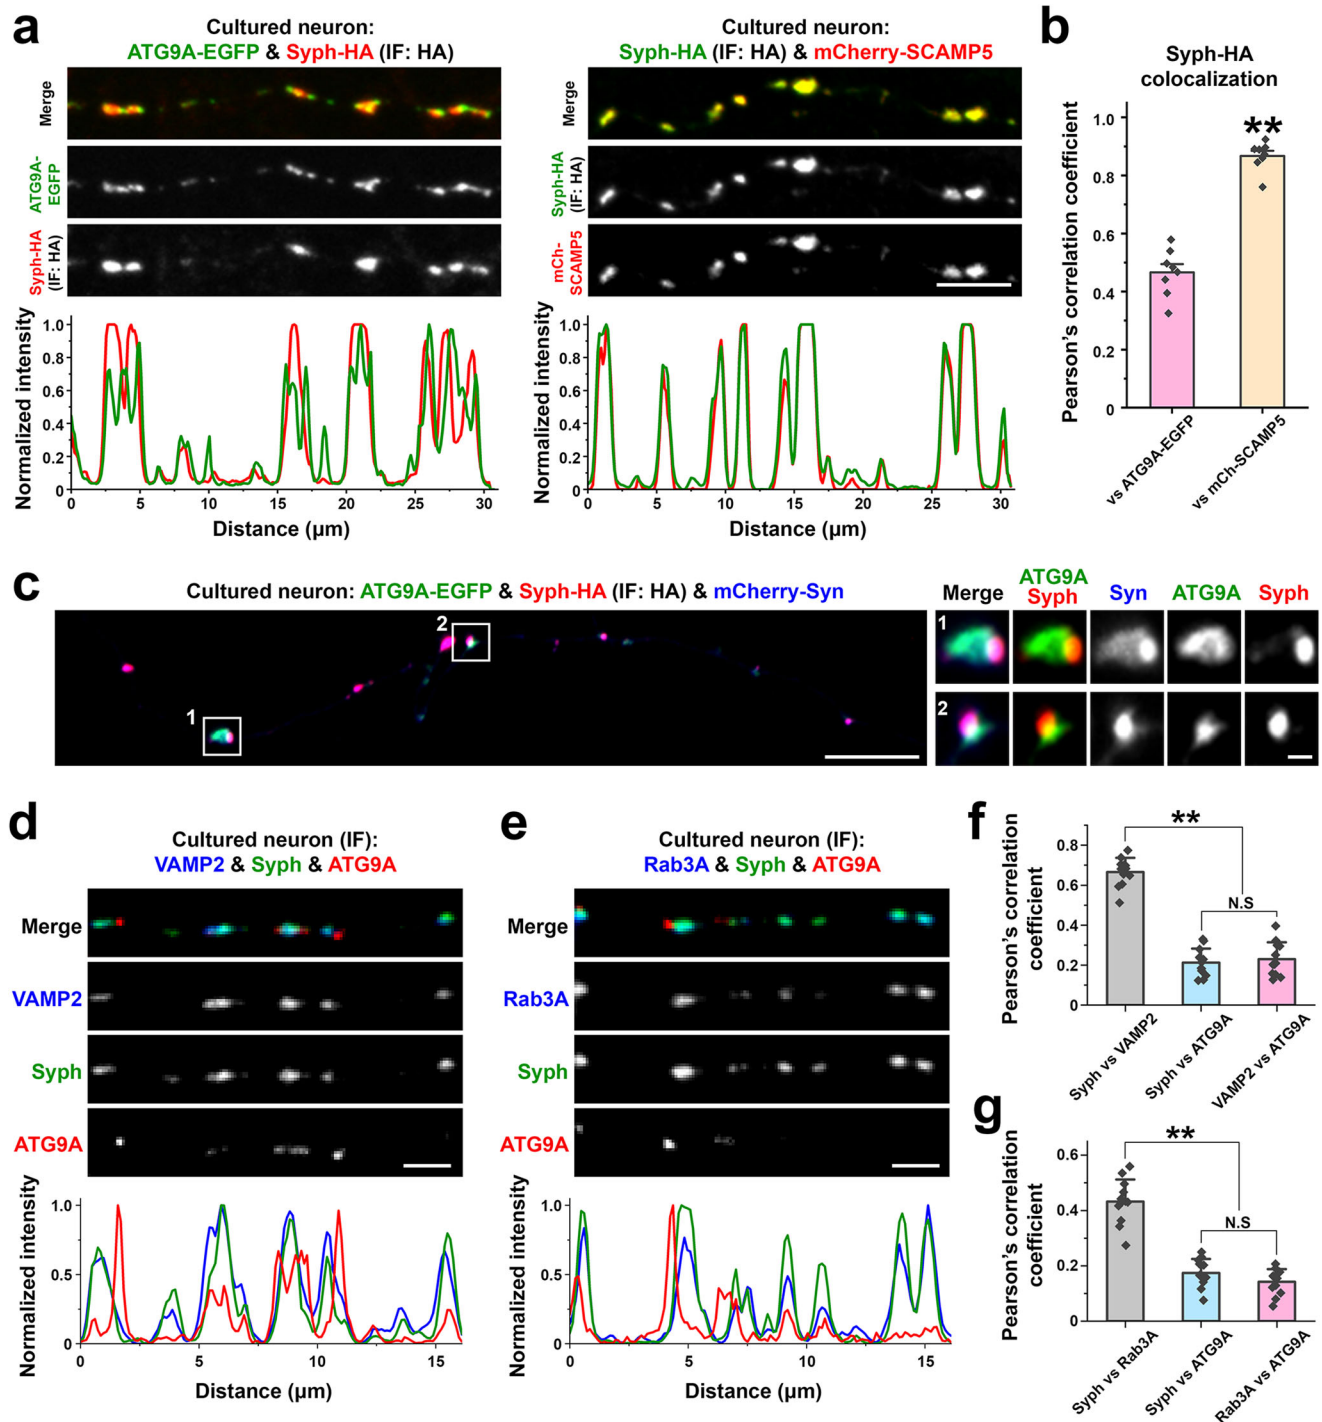 a
Cultured neuron:
ATG9A-EGFP & Syph-HA (IF: HA)
Merge
ATG9A-
EGFP
Syph-HA
(IF: HA)
Normalized intensity
1.0
0.8
0.6
0.4
0.2
0
0 5 10 15 20 25 30
Distance (μm)
Cultured neuron:
Syph-HA (IF: HA) & mCherry-SCAMP5
Merge
Syph-HA
(IF: HA)
mCh-
SCAMP5
Normalized intensity
1.0
0.8
0.6
0.4
0.2
0
0 5 10 15 20 25 30
Distance (μm)
b
Syph-HA
colocalization
Pearson's correlation coefficient
1.0
0.8
0.6
0.4
0.2
0
**
vs ATG9A-EGFP
vs mCh-SCAMP5
c
Cultured neuron: ATG9A-EGFP & Syph-HA (IF: HA) & mCherry-Syn
1
2
Merge
ATG9A
Syph
Syn
ATG9A
Syph
1
2
d
Cultured neuron (IF):
VAMP2 & Syph & ATG9A
Merge
VAMP2
Syph
ATG9A
Normalized intensity
1.0
0.5
0
0 5 10 15
Distance (μm)
e
Cultured neuron (IF):
Rab3A & Syph & ATG9A
Merge
Rab3A
Syph
ATG9A
Normalized intensity
1.0
0.5
0
0 5 10 15
Distance (μm)
f
Pearson's correlation
coefficient
0.8
0.6
0.4
0.2
0
**
N.S
Syph vs VAMP2
Syph vs ATG9A
VAMP2 vs ATG9A
g
Pearson's correlation
coefficient
0.6
0.4
0.2
0
**
N.S
Syph vs Rab3A
Syph vs ATG9A
Rab3A vs ATG9A